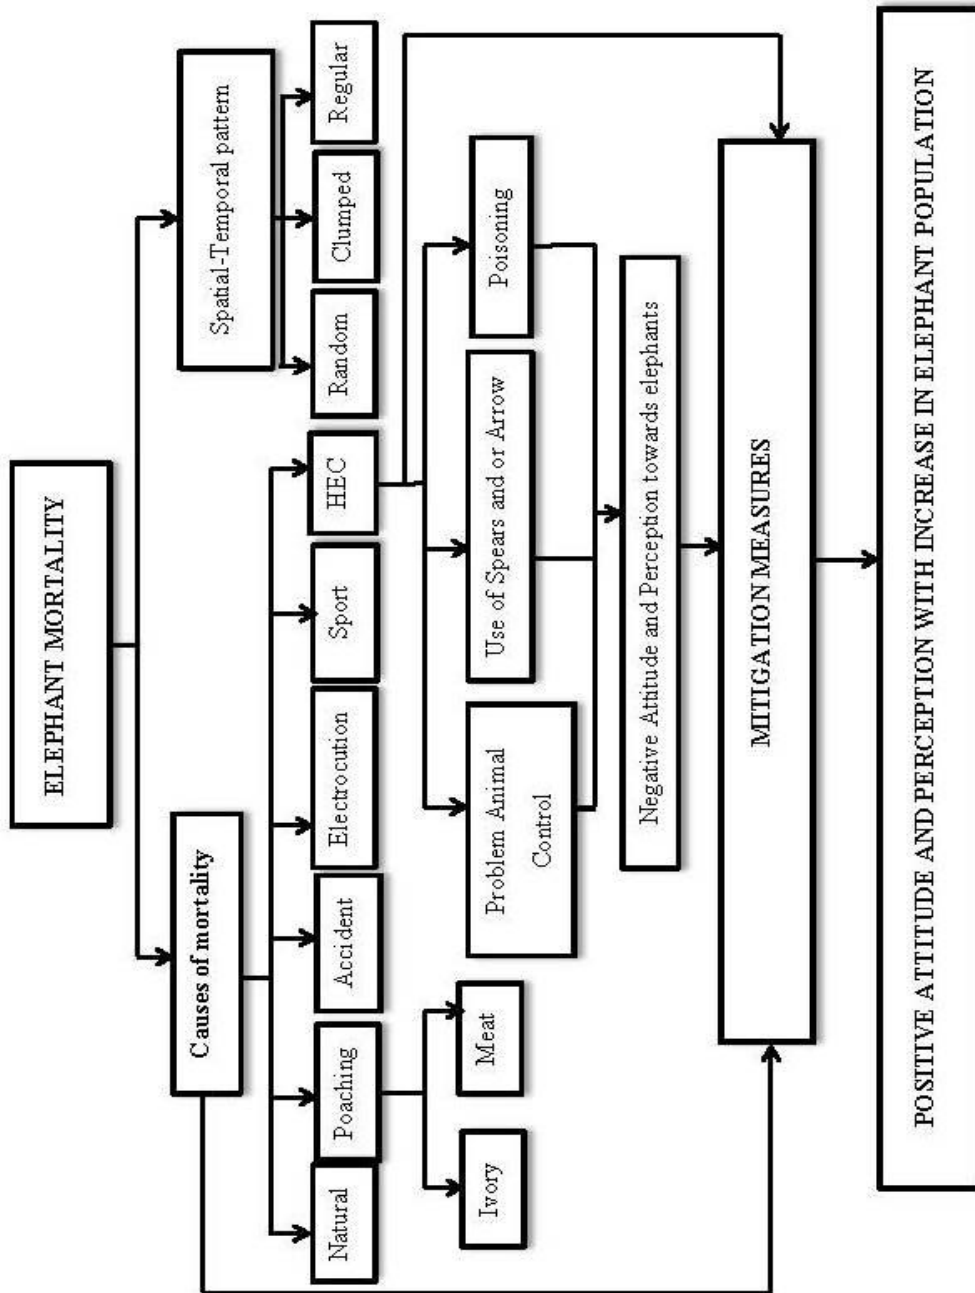 ELEPHANT MORTALITY
Causes of mortality
Spatial-Temporal pattern
Natural
Poaching
Accident
Electrocution
Sport
HEC
Random
Clumped
Regular
Ivory
Meat
Problem Animal
Control
Use of Spears and or Arrow
Poisoning
Negative Attitude and Perception towards elephants
MITIGATION MEASURES
POSITIVE ATTITUDE AND PERCEPTION WITH INCREASE IN ELEPHANT POPULATION